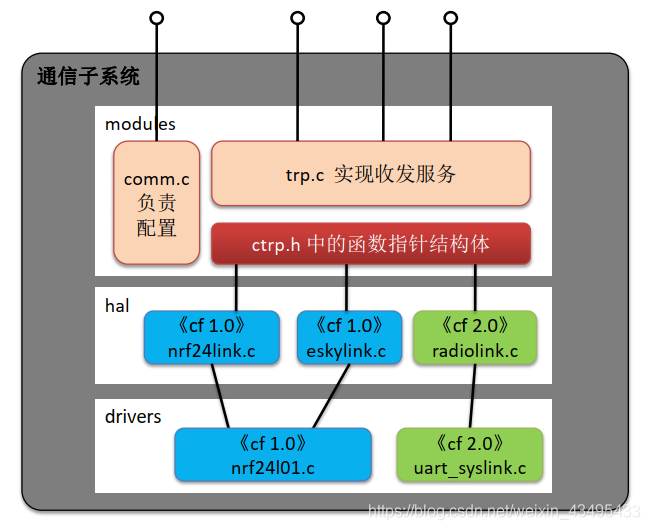 通信子系统
modules
comm.c
负责
配置
trp.c 实现收发服务
ctrp.h 中的函数指针结构体
hal
《cf 1.0》
nrf24link.c
《cf 1.0》
eskylink.c
《cf 2.0》
radiolink.c
drivers
《cf 1.0》
nrf24l01.c
《cf 2.0》
uart_syslink.c
https://blog.csdn.net/weixin_43495433